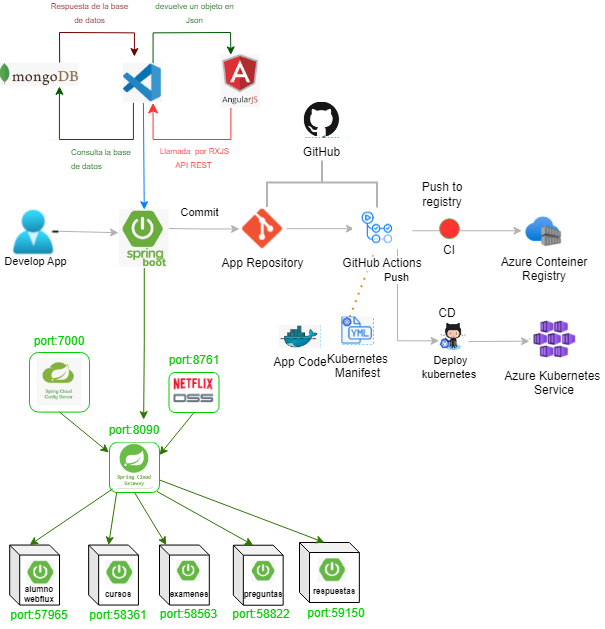 Respuesta de la base
de datos
devuelve un objeto en
Json
mongoDB
AngularJS
Consulta la base
de datos
Llamada por RXJS
API REST
GitHub
Develop App
spring
boot
Commit
App Repository
GitHub Actions
Push
Push to
registry
CI
Azure Conteiner
Registry
App Code
YML
Kubernetes
Manifest
CD
Deploy
kubernetes
Azure Kubernetes
Service
port:7000
Spring Cloud
Config Server
port:8761
NETFLIX
OSS
port:8090
Spring Cloud
Gateway
alumno
webflux
cursos
examenes
preguntas
respuestas
port:57965
port:58361
port:58563
port:58822
port:59150